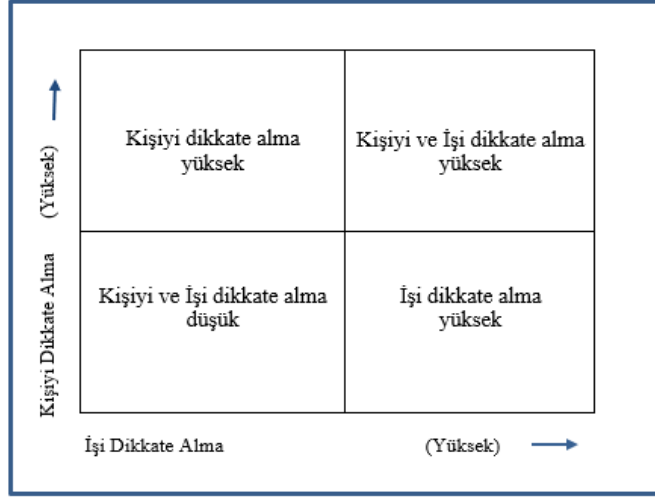 Kişiyi dikkate alma
yüksek
Kişiyi ve İşi dikkate alma
yüksek
Kişiyi ve İşi dikkate alma
düşük
İşi dikkate alma
yüksek
Kişiyi Dikkate Alma (Yüksek)
İşi Dikkate Alma (Yüksek)